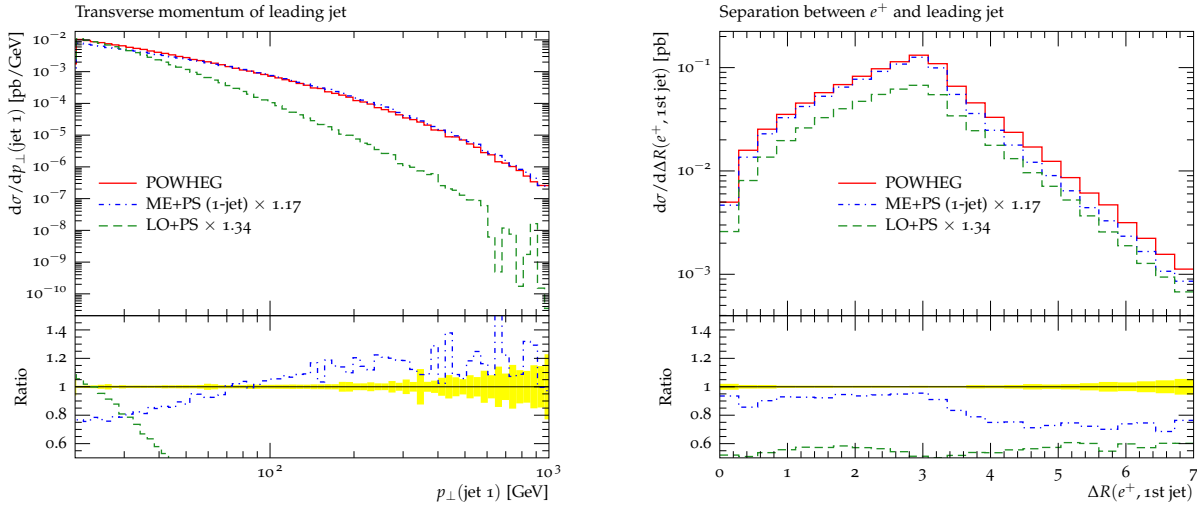 Transverse momentum of leading jet
10⁻²
10⁻³
10⁻⁴
10⁻⁵
10⁻⁶
10⁻⁷
10⁻⁸
10⁻⁹
10⁻¹⁰
dσ/dp⊥(jet 1) [pb/GeV]
POWHEG
ME+PS (1-jet) × 1.17
LO+PS × 1.34
1.4
1.2
1
0.8
0.6
Ratio
10²
10³
p⊥(jet 1) [GeV]
Separation between e⁺ and leading jet
10⁻¹
10⁻²
10⁻³
dσ/dΔR(e⁺, 1st jet) [pb]
POWHEG
ME+PS (1-jet) × 1.17
LO+PS × 1.34
1.4
1.2
1
0.8
0.6
Ratio
0 1 2 3 4 5 6 7
ΔR(e⁺, 1st jet)